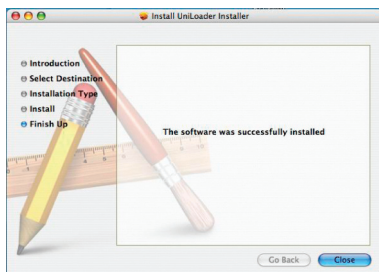 Install UniLoader Installer
Introduction
Select Destination
Installation Type
Install
Finish Up
The software was successfully installed
Go Back
Close